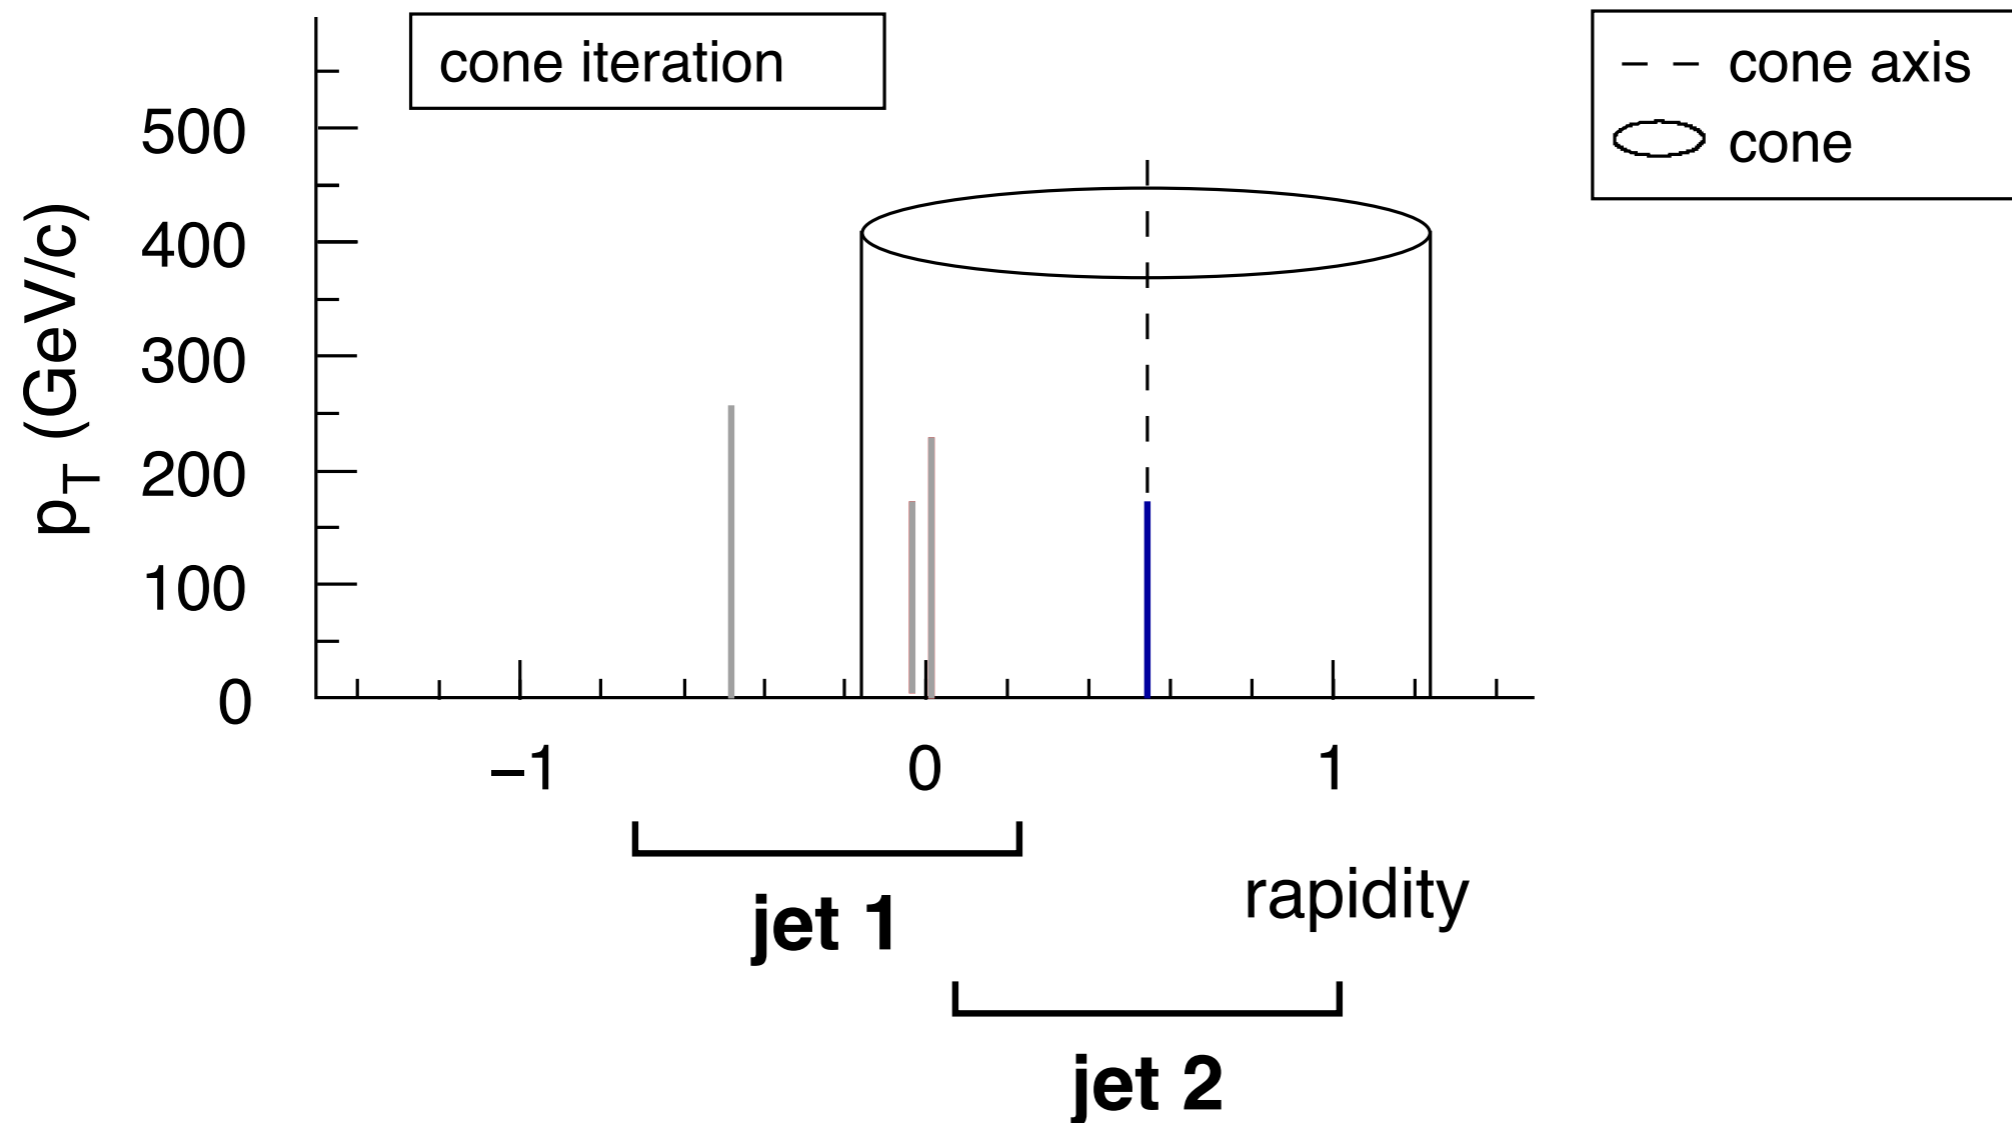 cone iteration
cone axis
cone
500
400
300
200
100
0
p_T (GeV/c)
–1
0
1
rapidity
jet 1
jet 2